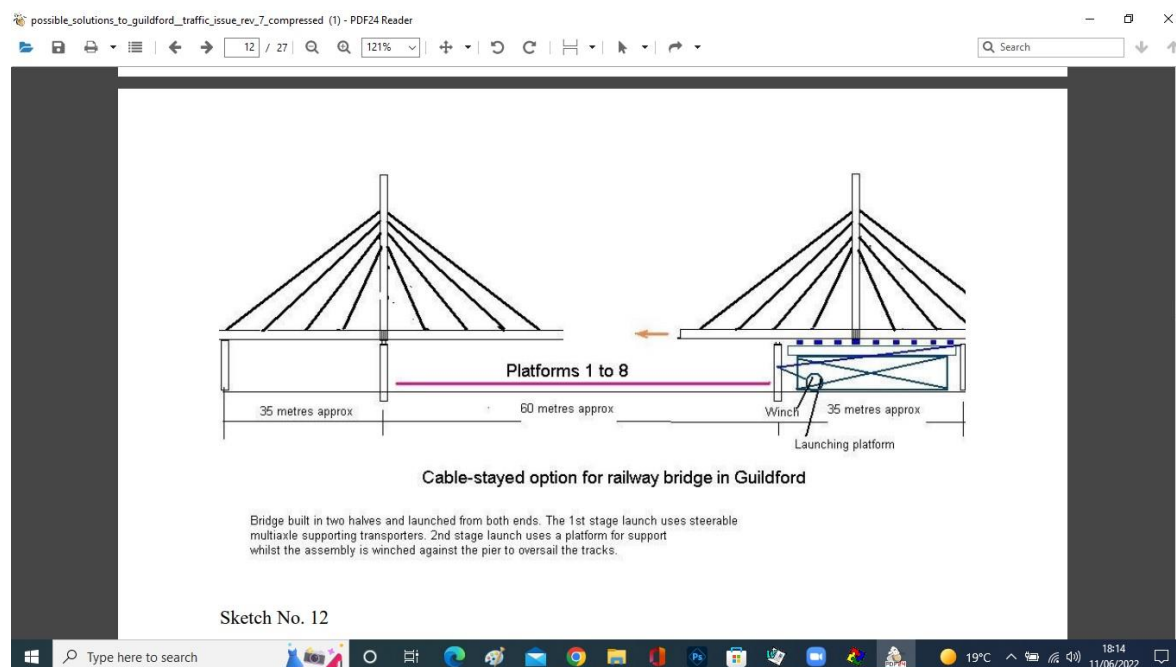 possible_solutions_to_guildford__traffic_issue_rev_7_compressed (1) - PDF24 Reader
12 / 27 121% Search
Platforms 1 to 8
35 metres approx 60 metres approx Winch 35 metres approx
Launching platform
Cable-stayed option for railway bridge in Guildford
Bridge built in two halves and launched from both ends. The 1st stage launch uses steerable
multiaxle supporting transporters. 2nd stage launch uses a platform for support
whilst the assembly is winched against the pier to oversail the tracks.
Sketch No. 12
Type here to search Ps 19°C 18:14
11/06/2022